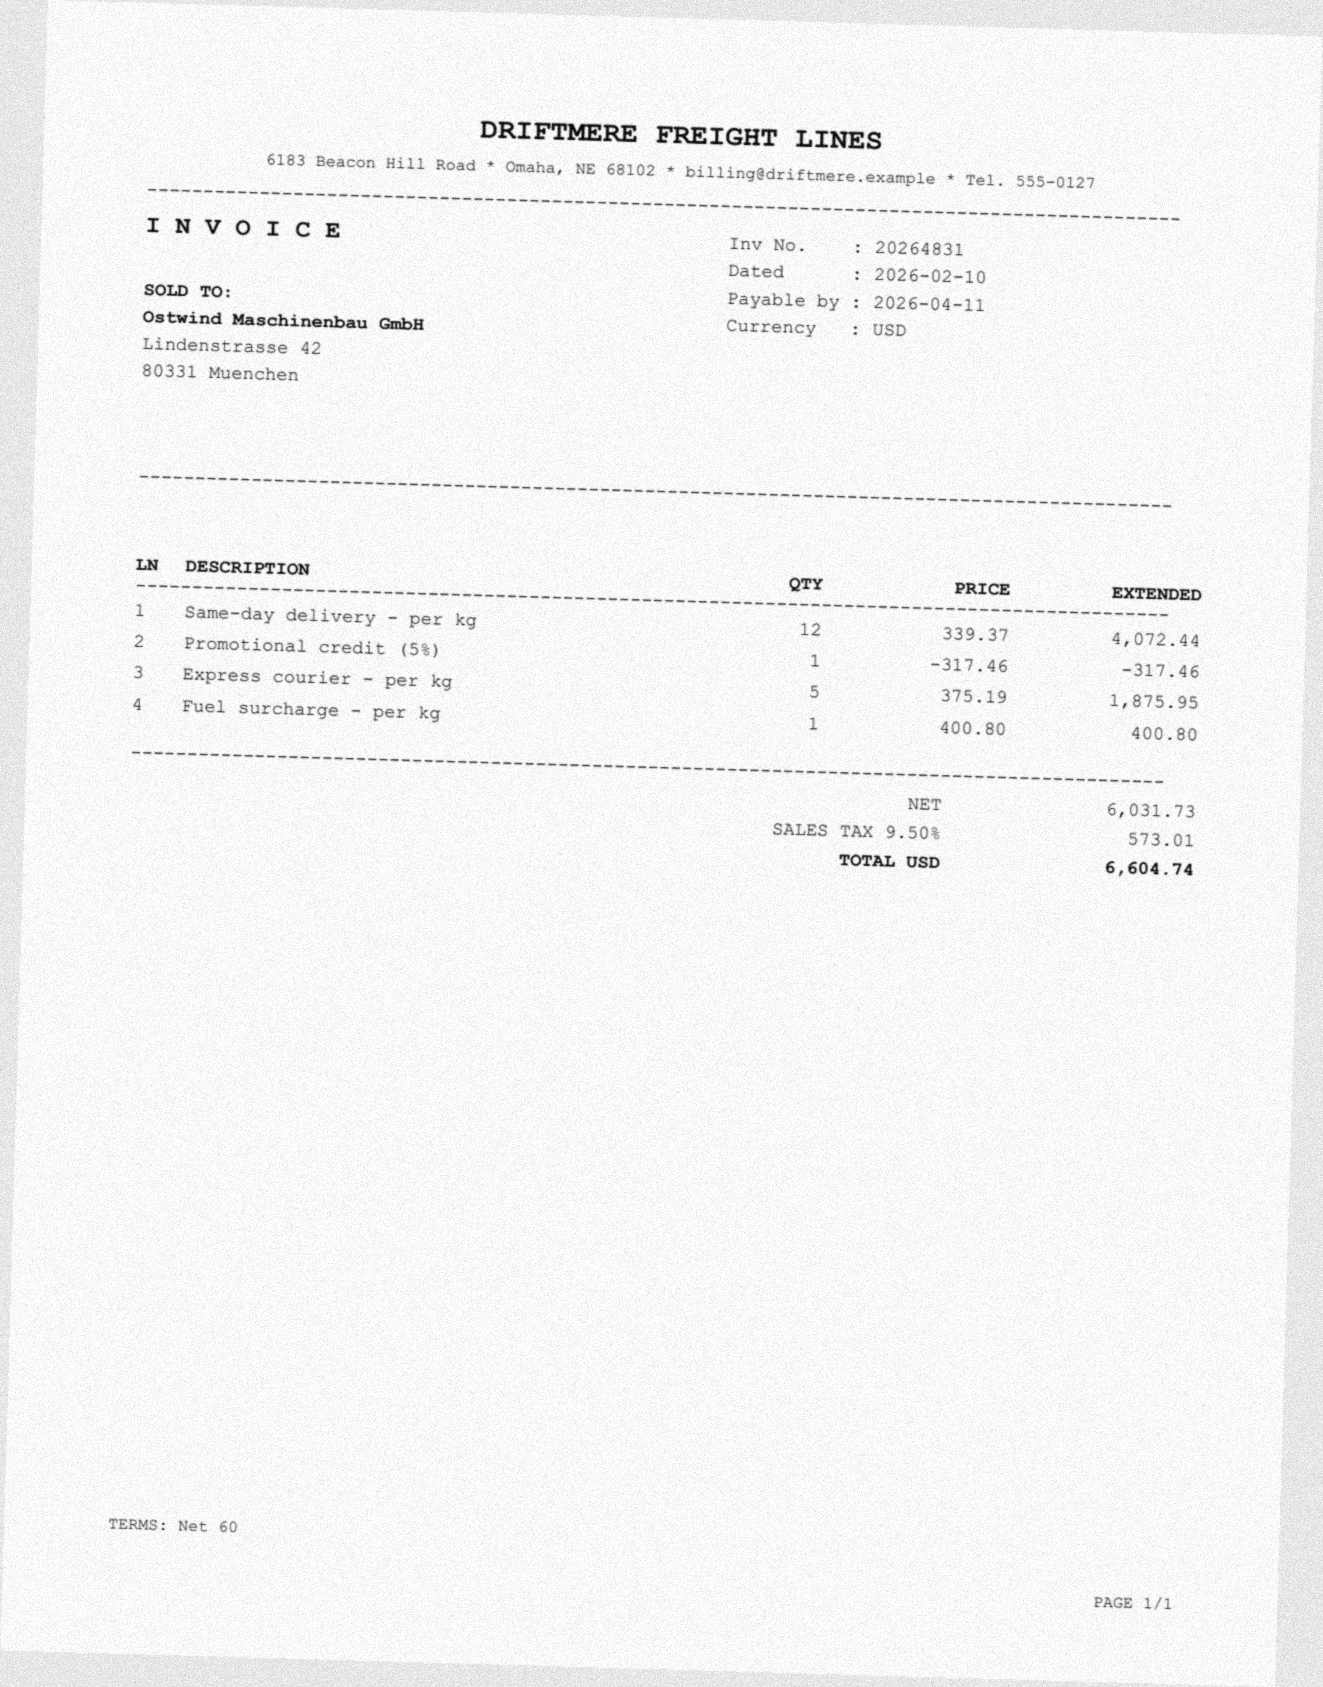 DRIFTMERE FREIGHT LINES
6183 Beacon Hill Road * Omaha, NE 68102 * billing@driftmere.example * Tel. 555-0127
I N V O I C E
Inv No. : 20264831
Dated : 2026-02-10
Payable by : 2026-04-11
Currency : USD
SOLD TO:
Ostwind Maschinenbau GmbH
Lindenstrasse 42
80331 Muenchen
LN DESCRIPTION QTY PRICE EXTENDED
1 Same-day delivery - per kg 12 339.37 4,072.44
2 Promotional credit (5%) 1 -317.46 -317.46
3 Express courier - per kg 5 375.19 1,875.95
4 Fuel surcharge - per kg 1 400.80 400.80
NET 6,031.73
SALES TAX 9.50% 573.01
TOTAL USD 6,604.74
TERMS: Net 60
PAGE 1/1